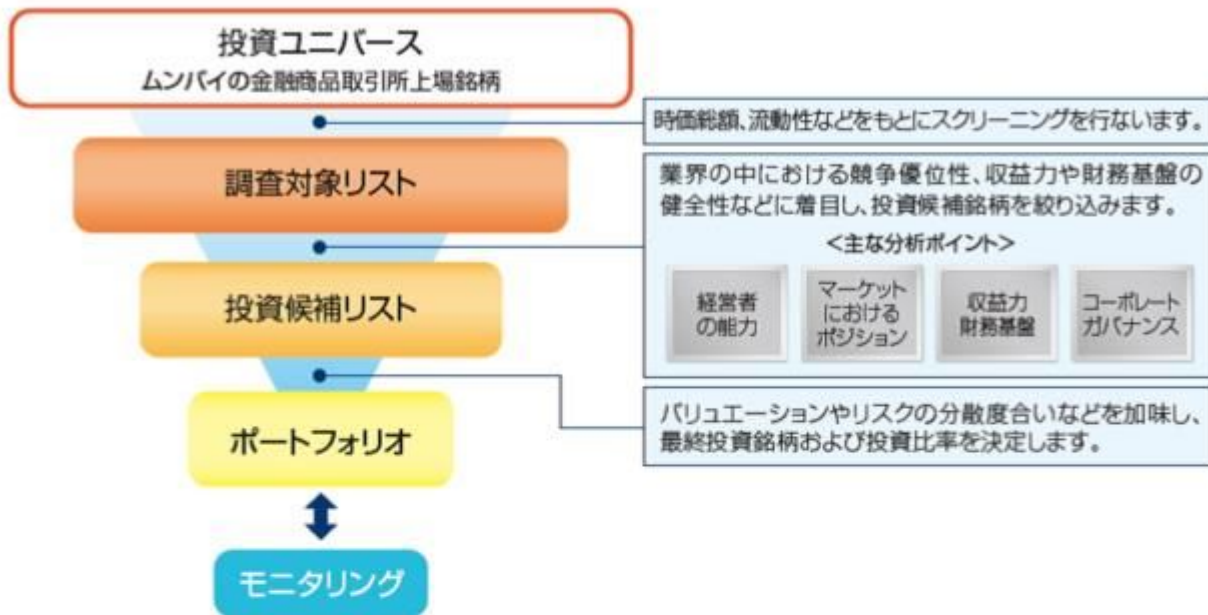 投資ユニバース
ムンバイの金融商品取引所上場銘柄
時価総額、流動性などをもとにスクリーニングを行ないます。
調査対象リスト
業界の中における競争優位性、収益力や財務基盤の
健全性などに着目し、投資候補銘柄を絞り込みます。
＜主な分析ポイント＞
経営者
の能力
マーケット
における
ポジション
収益力
財務基盤
コーポレート
ガバナンス
投資候補リスト
バリュエーションやリスクの分散度合いなどを加味し、
最終投資銘柄および投資比率を決定します。
ポートフォリオ
モニタリング